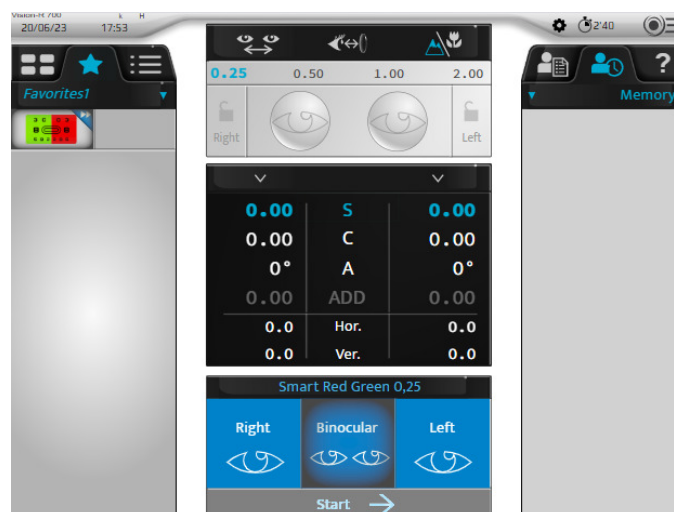 Vision-R 700
20/06/23 17:53
2'40
Favorites1
0.25 0.50 1.00 2.00
Right Left
?
Memory
0.00 S 0.00
0.00 C 0.00
0° A 0°
0.00 ADD 0.00
0.0 Hor. 0.0
0.0 Ver. 0.0
Smart Red Green 0,25
Right Binocular Left
Start